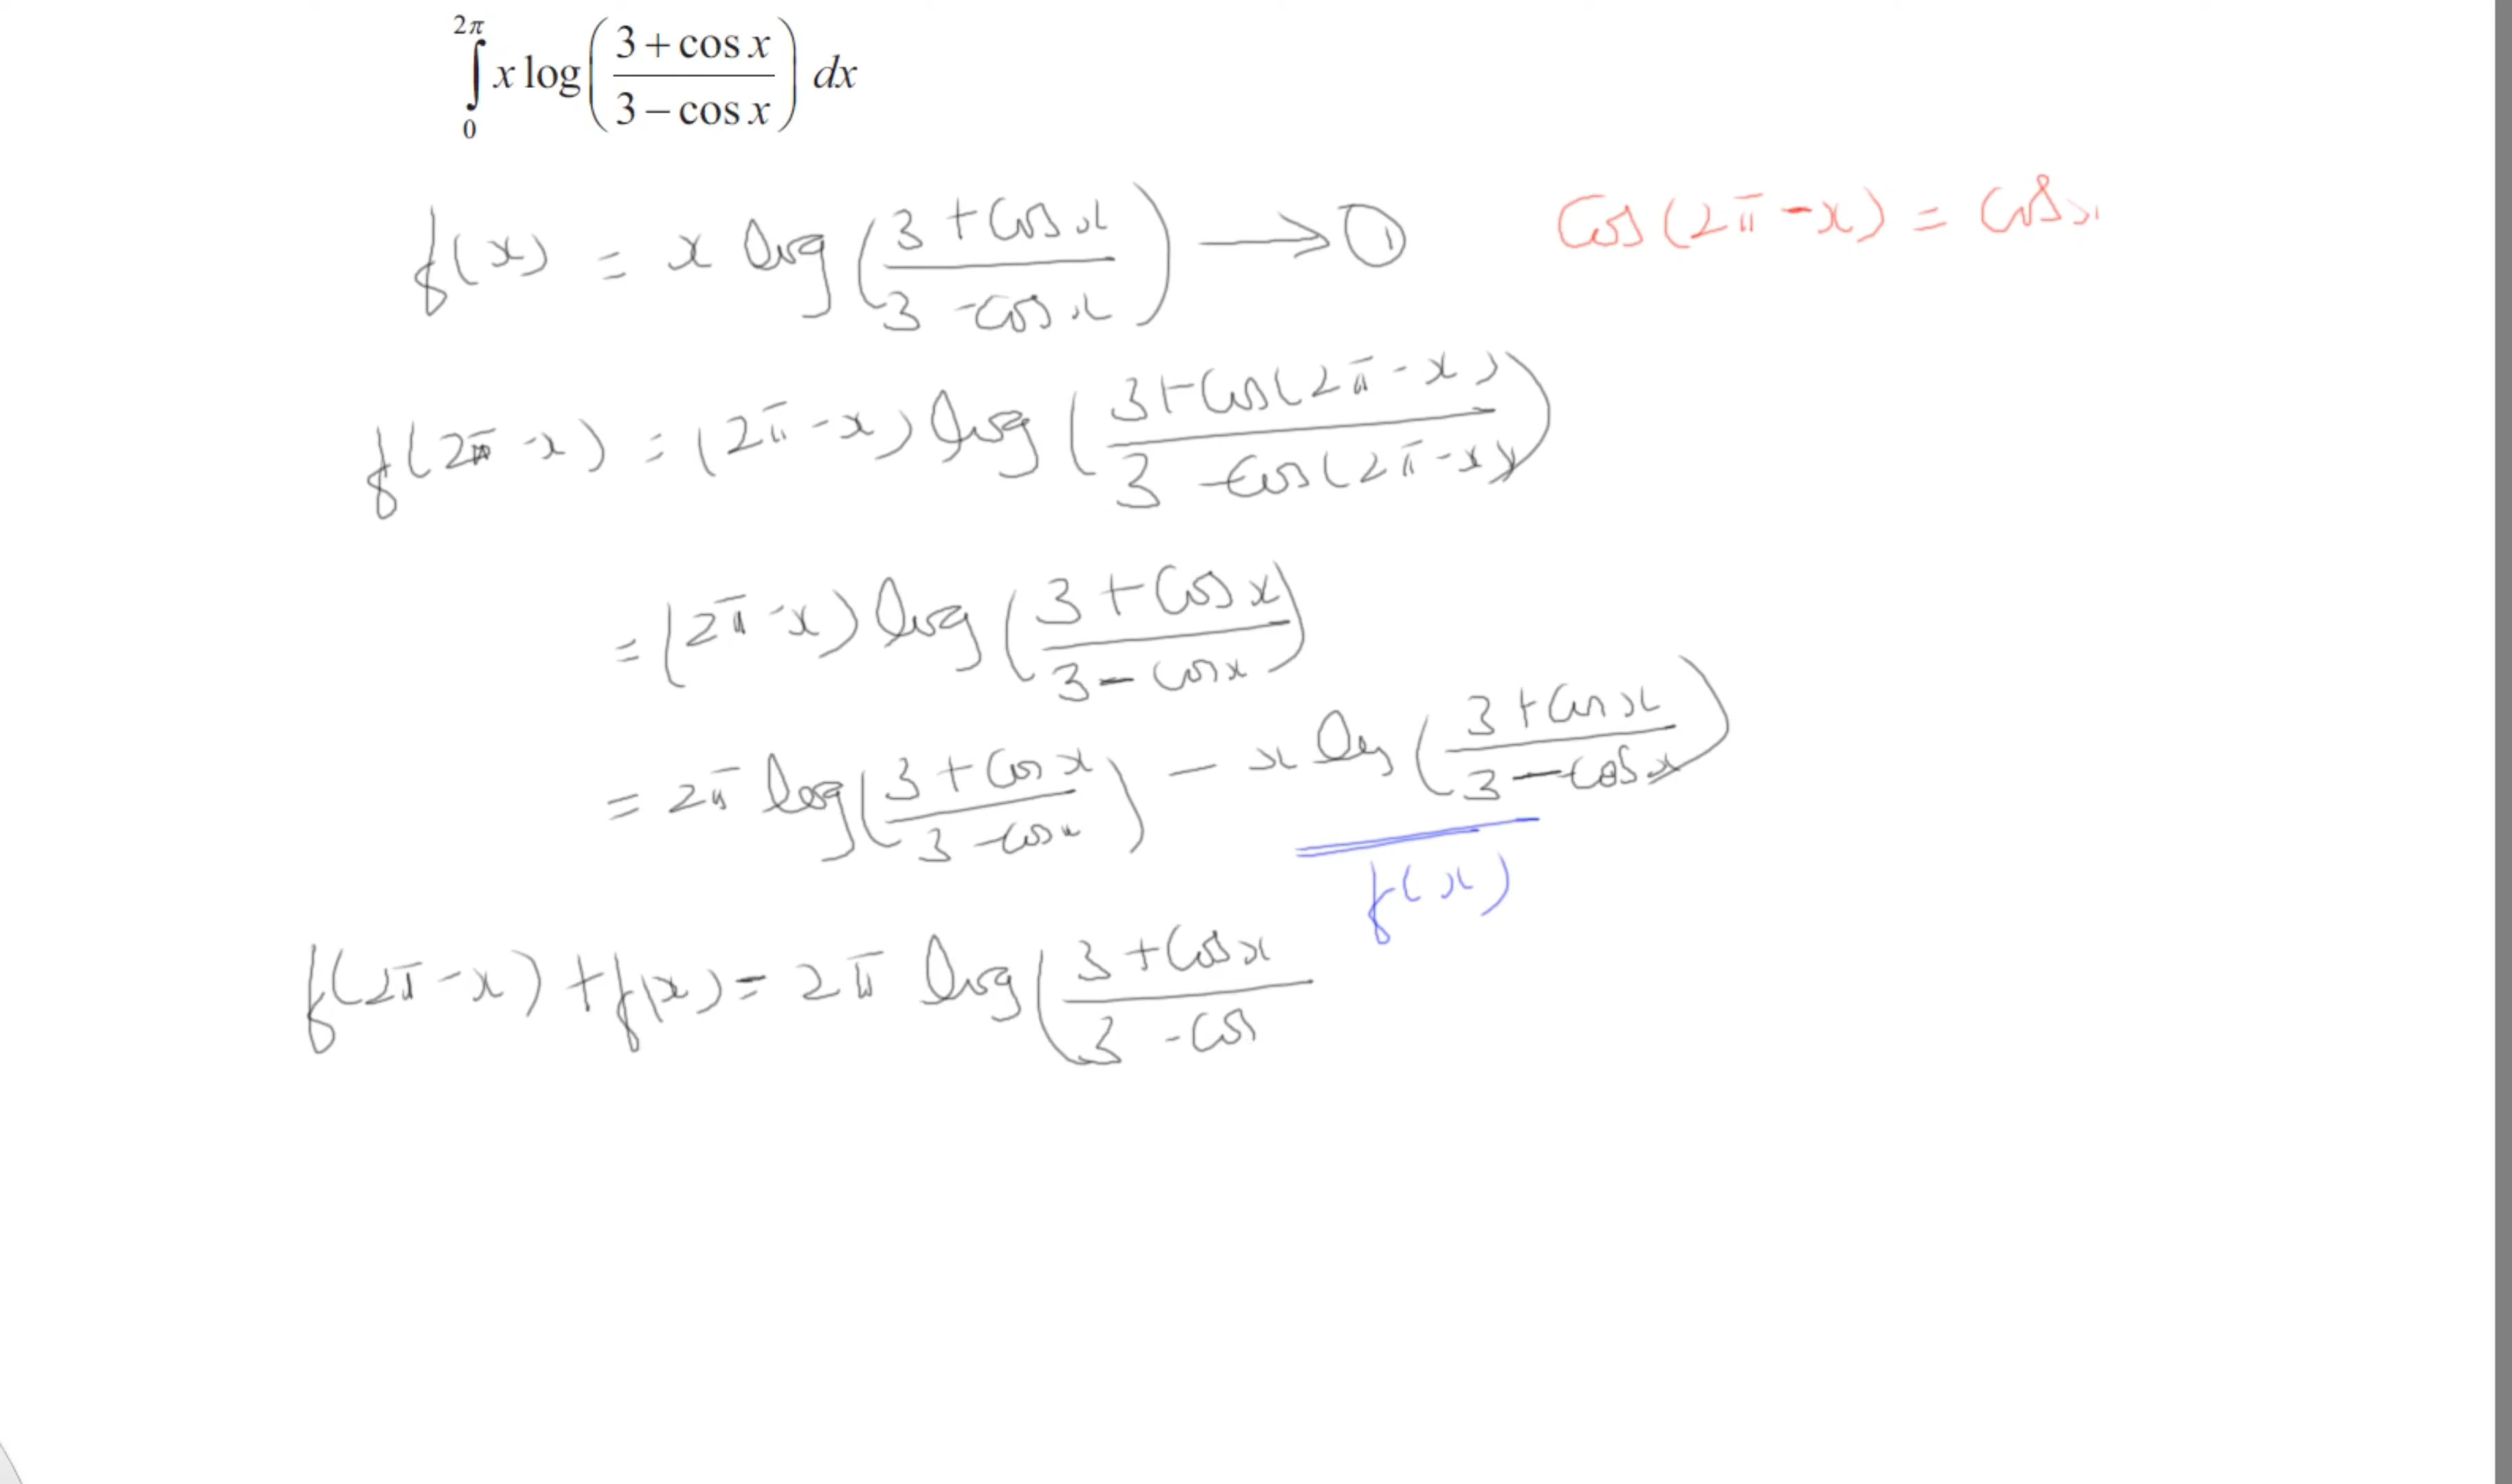 ∫₀^{2π} x log((3 + cos x)/(3 − cos x)) dx
f(x) = x log((3 + cos x)/(3 − cos x)) → ①
cos(2π − x) = cos x
f(2π − x) = (2π − x) log((3 + cos(2π − x))/(3 − cos(2π − x)))
= (2π − x) log((3 + cos x)/(3 − cos x))
= 2π log((3 + cos x)/(3 − cos x)) − x log((3 + cos x)/(3 − cos x))
f(x)
f(2π − x) + f(x) = 2π log((3 + cos x)/(3 − cos